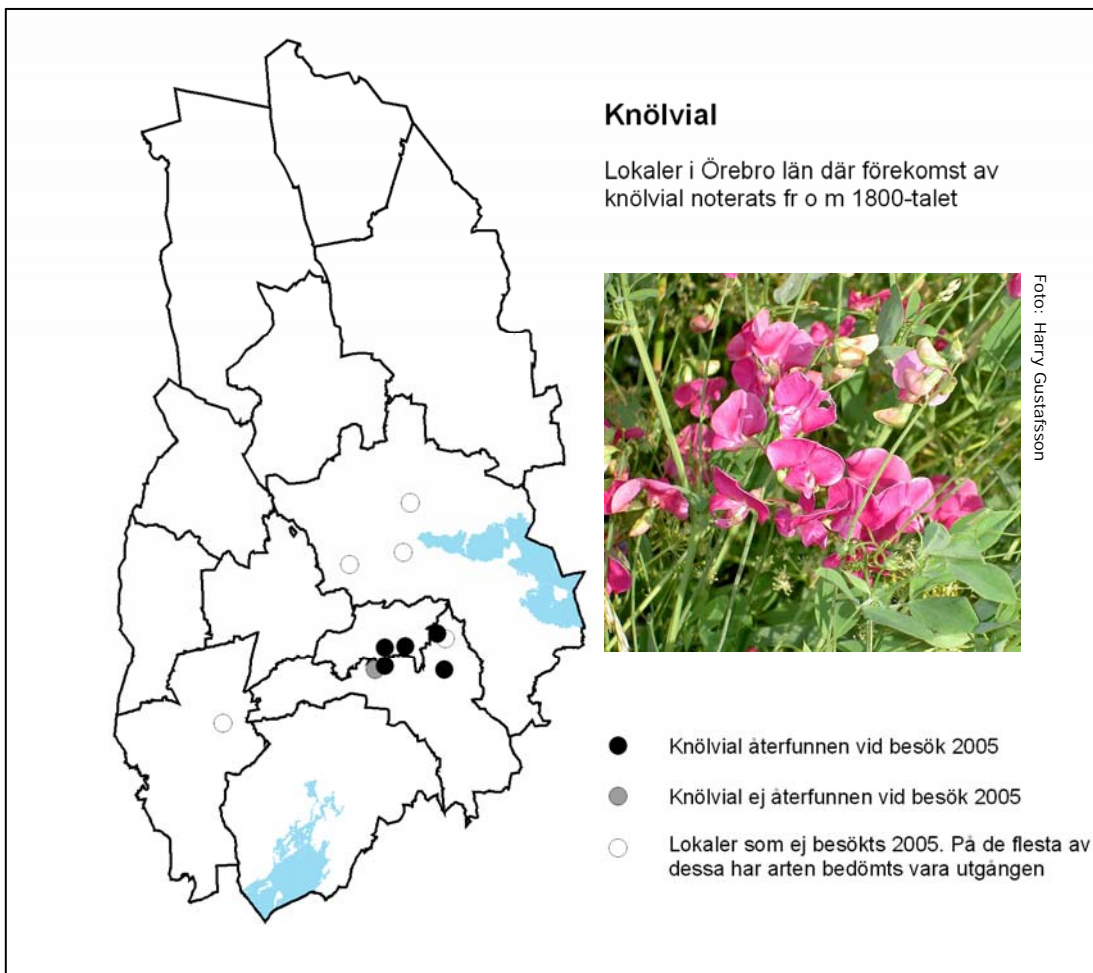 Knölvial
Lokaler i Örebro län där förekomst av
knölvial noterats fr o m 1800-talet
Foto: Harry Gustafsson
Knölvial återfunnen vid besök 2005
Knölvial ej återfunnen vid besök 2005
Lokaler som ej besökts 2005. På de flesta av
dessa har arten bedömts vara utgången